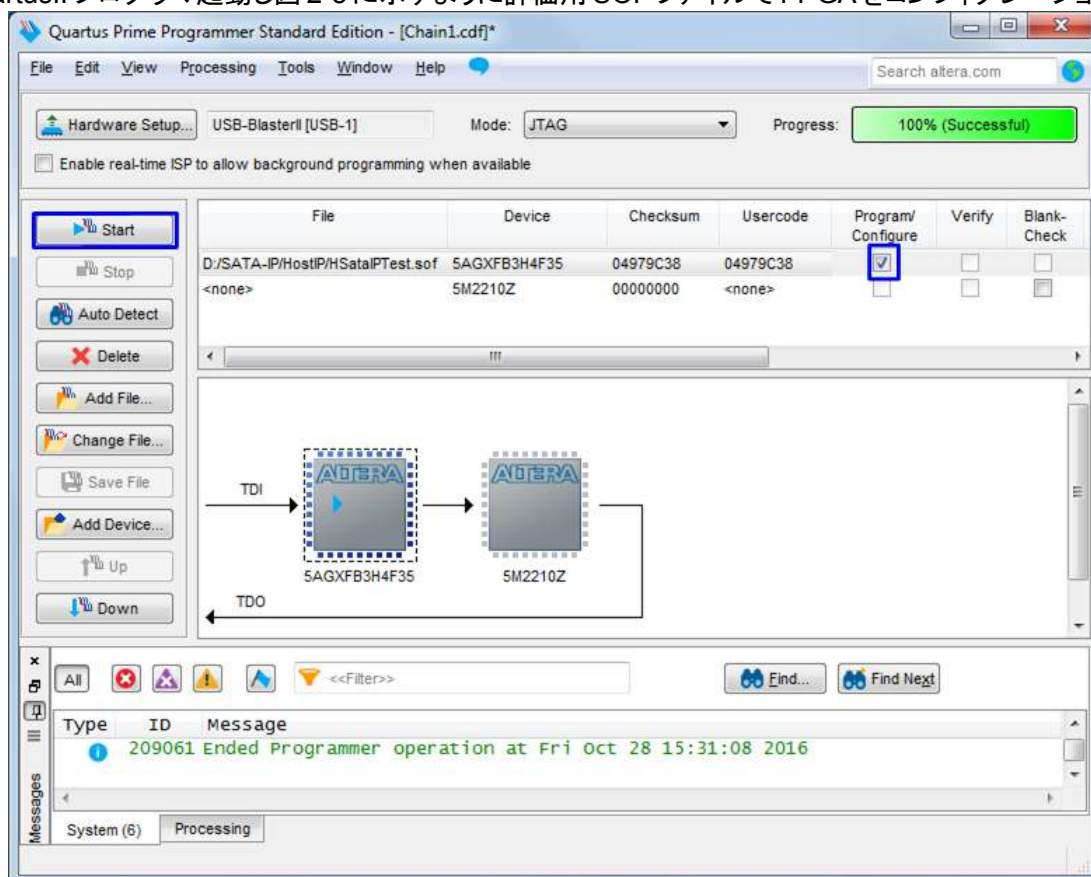 Quartus Prime Programmer Standard Edition - [Chain1.cdf]*
File Edit View Processing Tools Window Help
Search altera.com
Hardware Setup... USB-BlasterII [USB-1] Mode: JTAG Progress: 100% (Successful)
Enable real-time ISP to allow background programming when available
Start
Stop
Auto Detect
Delete
Add File...
Change File...
Save File
Add Device...
Up
Down
File Device Checksum Usercode Program/Configure Verify Blank-Check
D:/SATA-IP/HostIP/HSataIPTest.sof 5AGXFB3H4F35 04979C38 04979C38
<none> 5M2210Z 00000000 <none>
ALTERA ALTERA
TDI
5AGXFB3H4F35 5M2210Z
TDO
All <<Filter>> Find... Find Next
Type ID Message
209061 Ended Programmer operation at Fri Oct 28 15:31:08 2016
Messages
System (6) Processing